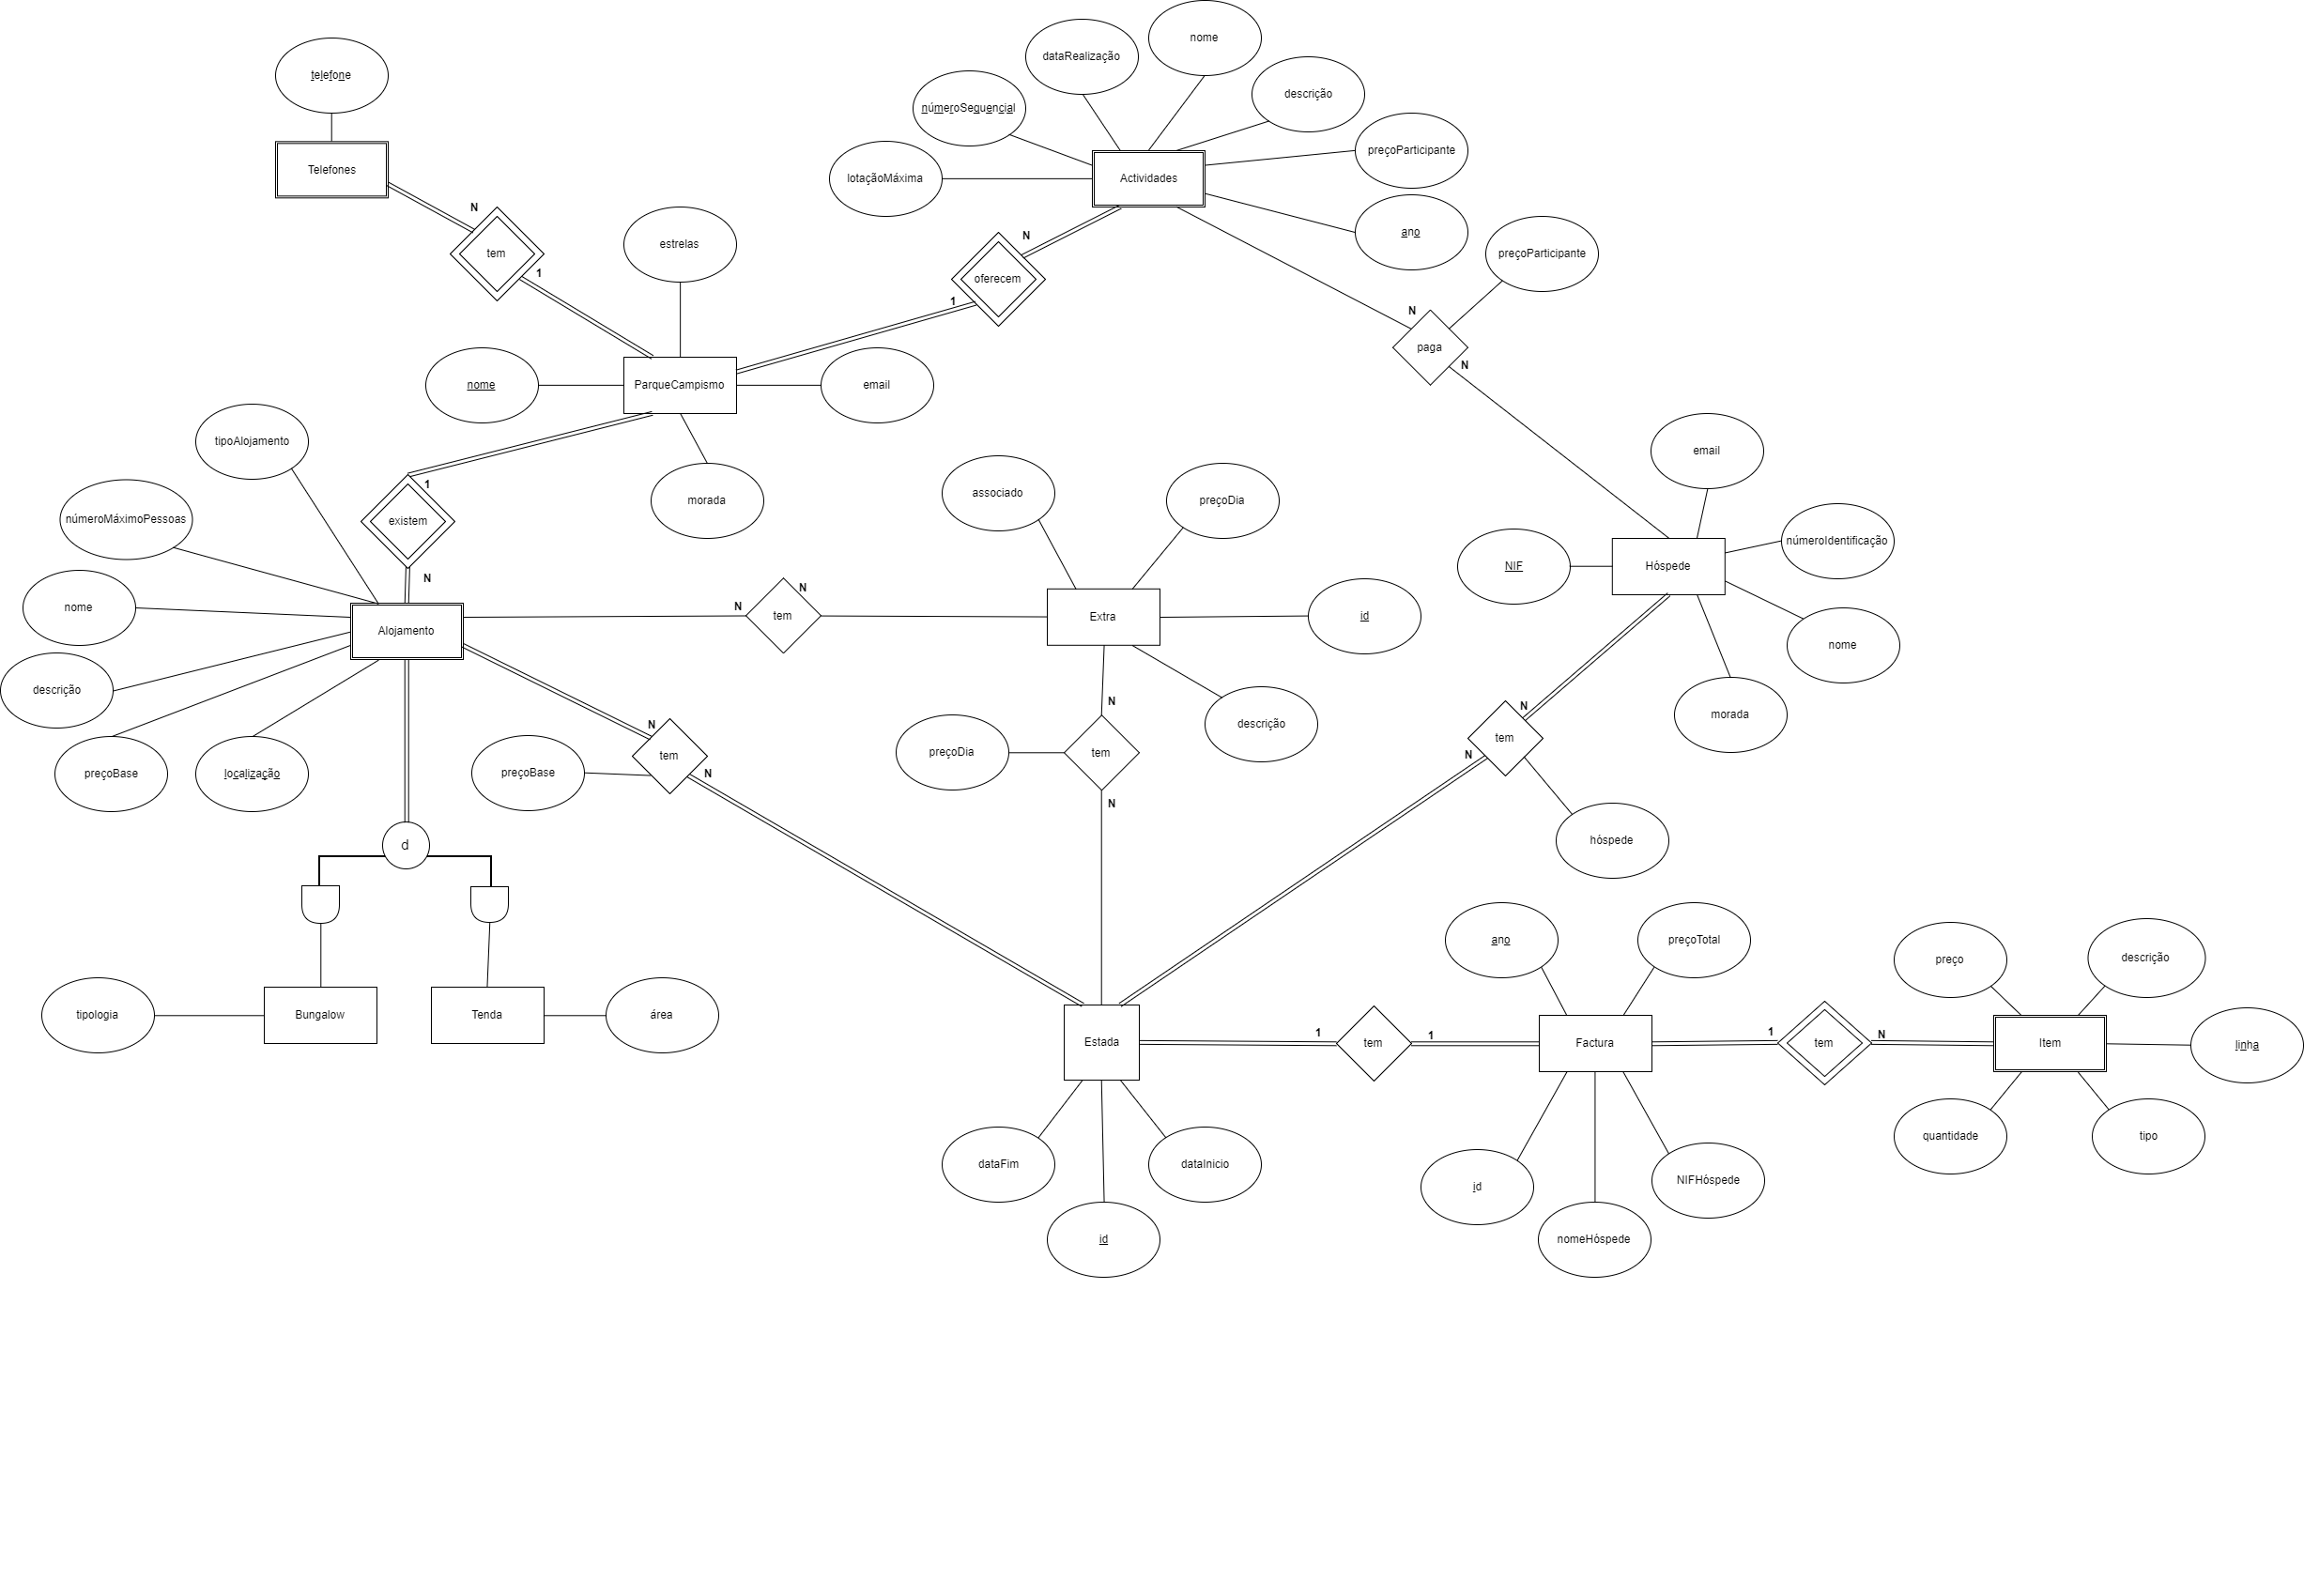 nome
dataRealização
telefone
descrição
númeroSequencial
preçoParticipante
Telefones
lotaçãoMáxima
Actividades
N
ano
N
estrelas
tem
preçoParticipante
1
oferecem
1
N
paga
N
nome
ParqueCampismo
email
tipoAlojamento
email
1
associado
preçoDia
morada
númeroMáximoPessoas
existem
númeroIdentificação
NIF
Hóspede
N
N
nome
N
tem
Extra
id
Alojamento
nome
descrição
N
N
morada
N
descrição
N
tem
preçoDia
tem
tem
N
preçoBase
localização
preçoBase
N
N
hóspede
d
ano
preçoTotal
preço
descrição
tipologia
Bungalow
Tenda
área
1
1
1
N
Estada
tem
Factura
tem
Item
linha
quantidade
tipo
dataFim
dataInicio
NIFHóspede
id
id
nomeHóspede